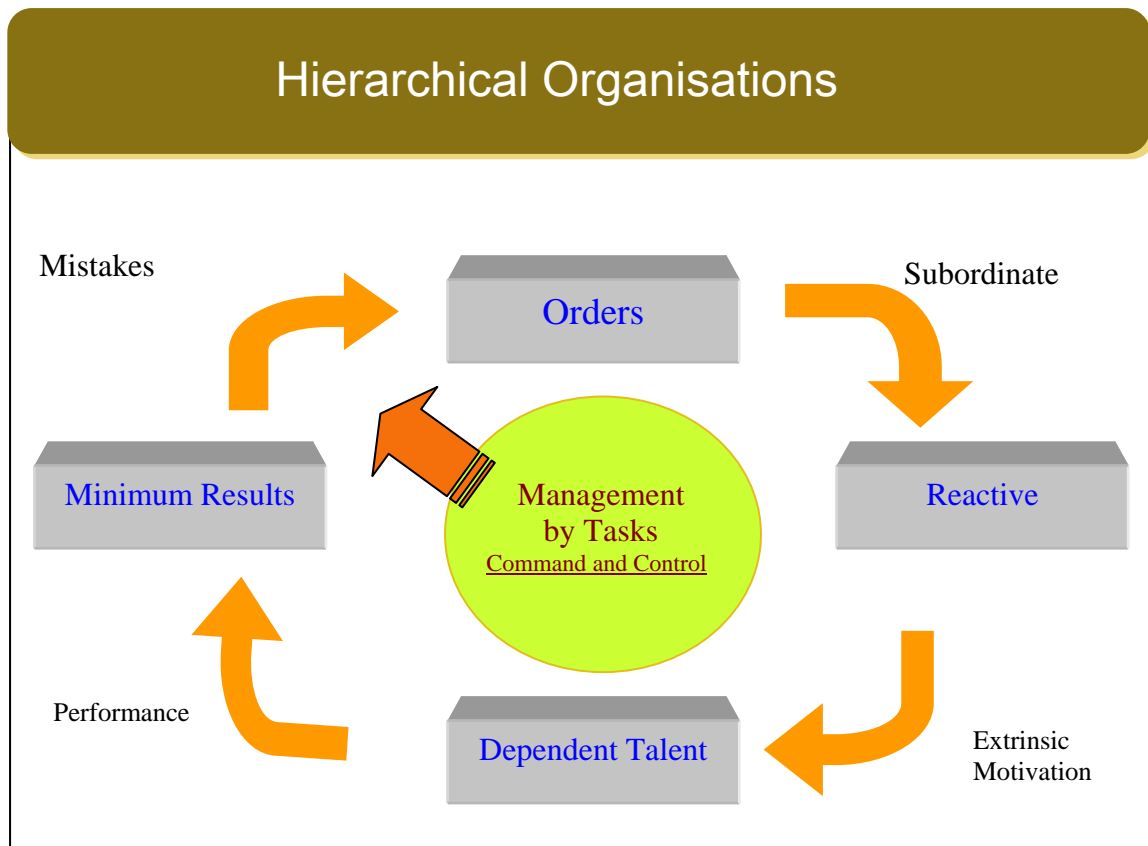 Hierarchical Organisations
Mistakes
Orders
Subordinate
Minimum Results
Management
by Tasks
Command and Control
Reactive
Performance
Dependent Talent
Extrinsic
Motivation